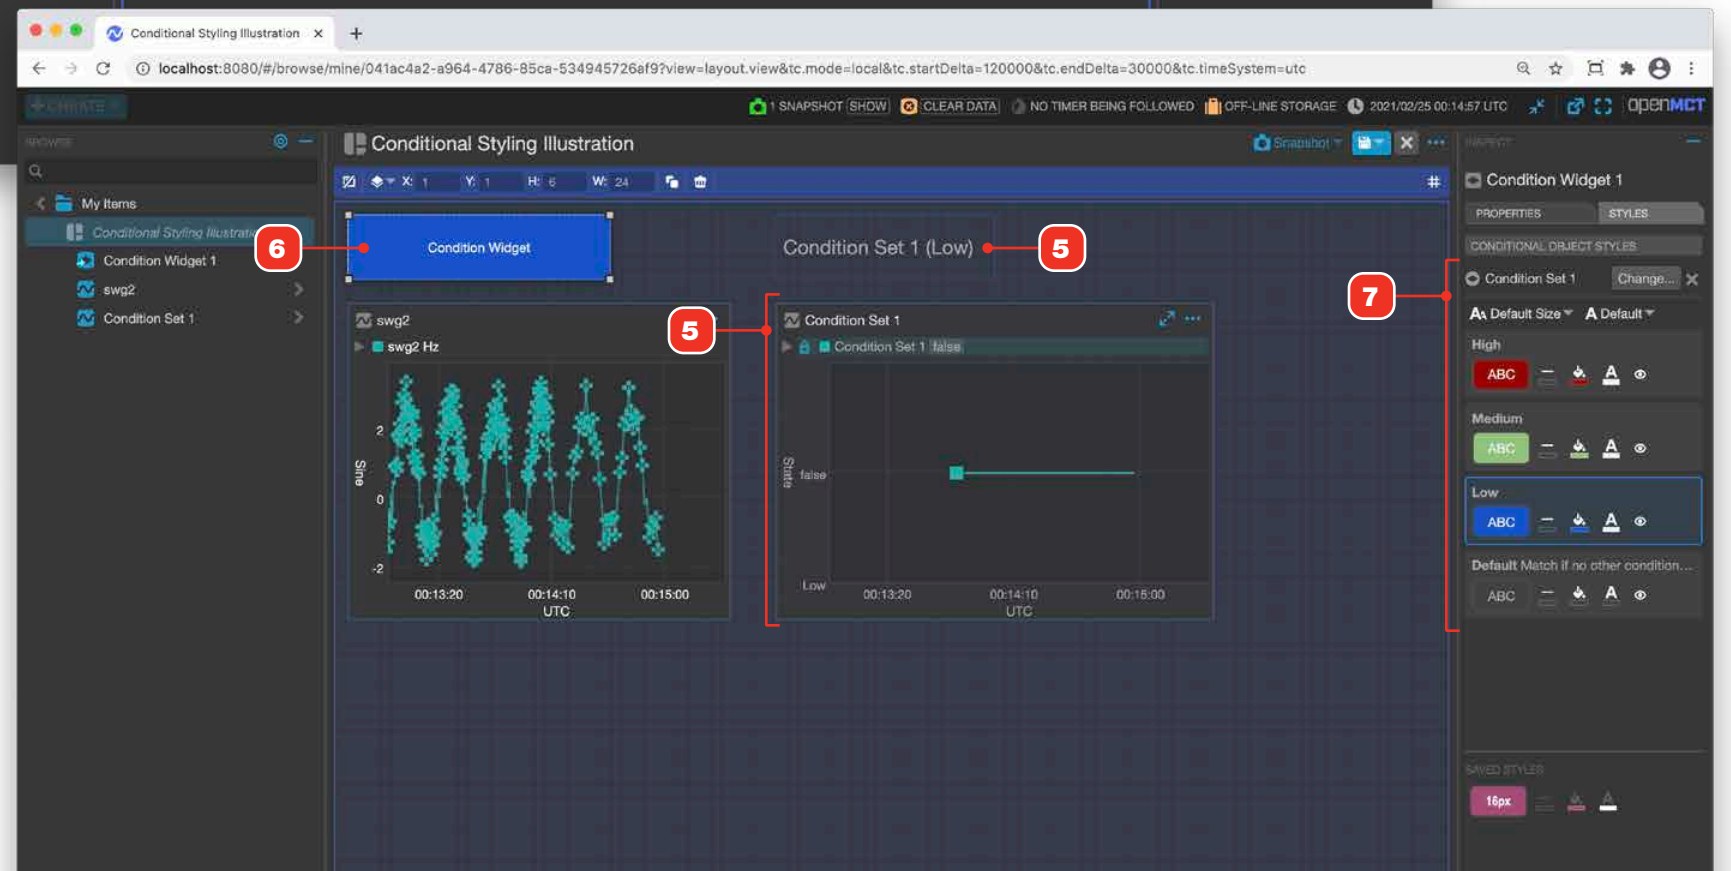 Conditional Styling Illustration
localhost:8080/#/browse/mine/041ac4a2-a964-4786-85ca-534945726af9?view=layout.view&tc.mode=local&tc.startDelta=120000&tc.endDelta=30000&tc.timeSystem=utc
CREATE
1 SNAPSHOT SHOW CLEAR DATA NO TIMER BEING FOLLOWED OFF-LINE STORAGE 2021/02/25 00:14:57 UTC openMCT
BROWSE
Conditional Styling Illustration
Snapshot
INSPECT
X: 1 Y: 1 H: 6 W: 24
My Items
Conditional Styling Illustration
Condition Widget 1
swg2
Condition Set 1
6
Condition Widget
Condition Set 1 (Low)
5
5
swg2
swg2 Hz
Sine
2
0
-2
00:13:20 00:14:10 00:15:00
UTC
Condition Set 1
Condition Set 1 false
State
false
Low
00:13:20 00:14:10 00:15:00
UTC
7
Condition Widget 1
PROPERTIES STYLES
CONDITIONAL OBJECT STYLES
Condition Set 1 Change...
Default Size A Default
High
ABC A
Medium
ABC A
Low
ABC A
Default Match if no other condition...
ABC A
SAVED STYLES
16px A